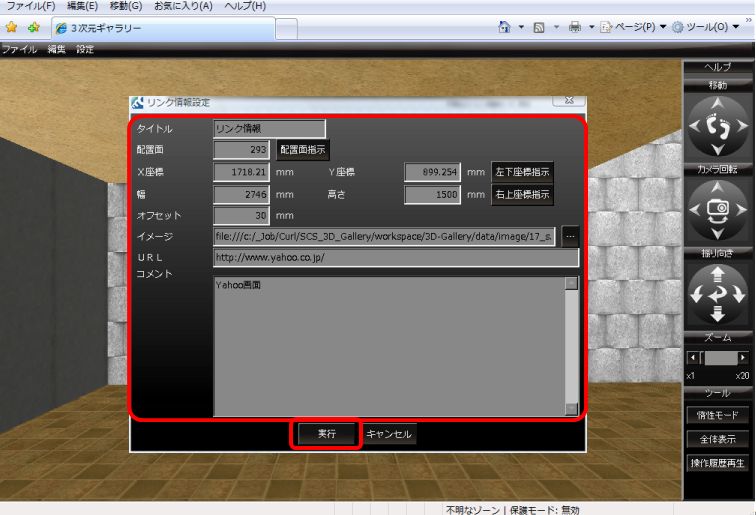 ファイル(F) 編集(E) 移動(G) お気に入り(A) ヘルプ(H)
3次元ギャラリー
ページ(P) ツール(O)
ファイル 編集 設定
ヘルプ
移動
カメラ回転
振り向き
ズーム
x1 x20
ツール
慣性モード
全体表示
操作履歴再生
リンク情報設定
タイトル リンク情報
配置面 293 配置面指示
X座標 1718.21 mm Y座標 899.254 mm 左下座標指示
幅 2746 mm 高さ 1500 mm 右上座標指示
オフセット 30 mm
イメージ file:///c:/_Job/Curl/SCS_3D_Gallery/workspace/3D-Gallery/data/image/17_s. ...
URL http://www.yahoo.co.jp/
コメント
Yahoo画面
実行 キャンセル
不明なゾーン | 保護モード: 無効